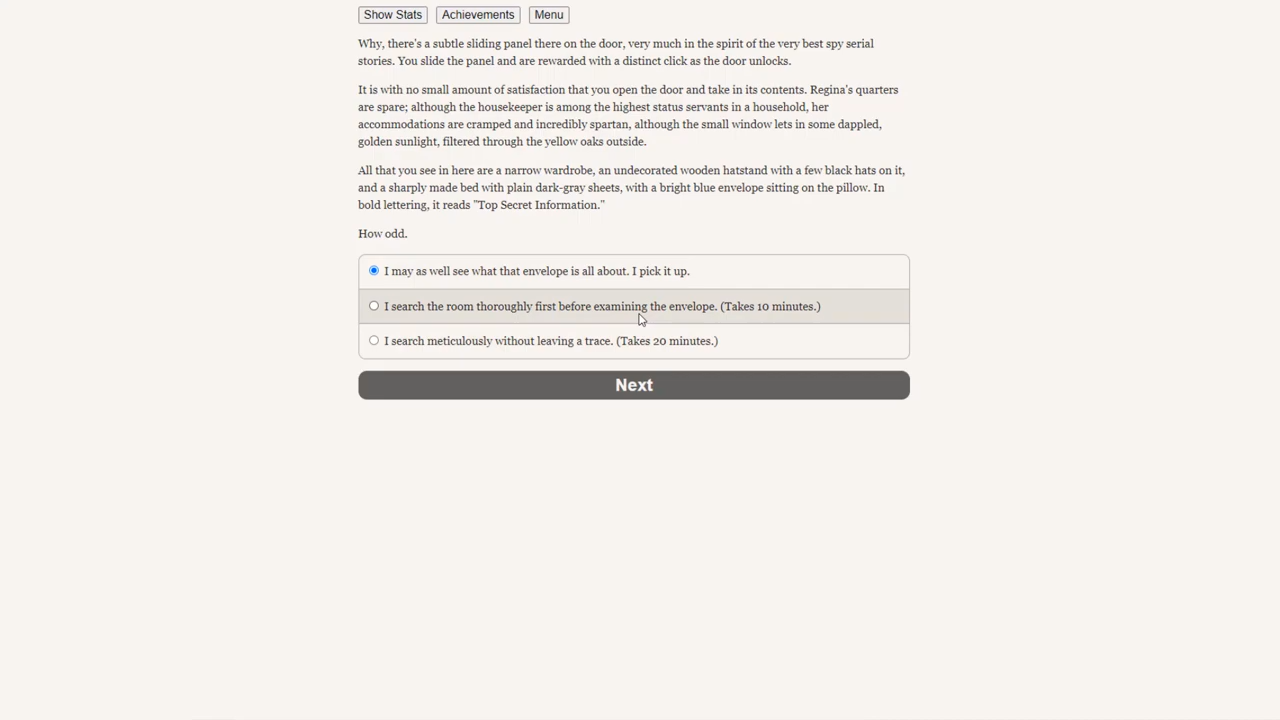 Show Stats Achievements Menu
Why, there's a subtle sliding panel there on the door, very much in the spirit of the very best spy serial
stories. You slide the panel and are rewarded with a distinct click as the door unlocks.
It is with no small amount of satisfaction that you open the door and take in its contents. Regina's quarters
are spare; although the housekeeper is among the highest status servants in a household, her
accommodations are cramped and incredibly spartan, although the small window lets in some dappled,
golden sunlight, filtered through the yellow oaks outside.
All that you see in here are a narrow wardrobe, an undecorated wooden hatstand with a few black hats on it,
and a sharply made bed with plain dark-gray sheets, with a bright blue envelope sitting on the pillow. In
bold lettering, it reads "Top Secret Information."
How odd.
I may as well see what that envelope is all about. I pick it up.
I search the room thoroughly first before examining the envelope. (Takes 10 minutes.)
I search meticulously without leaving a trace. (Takes 20 minutes.)
Next